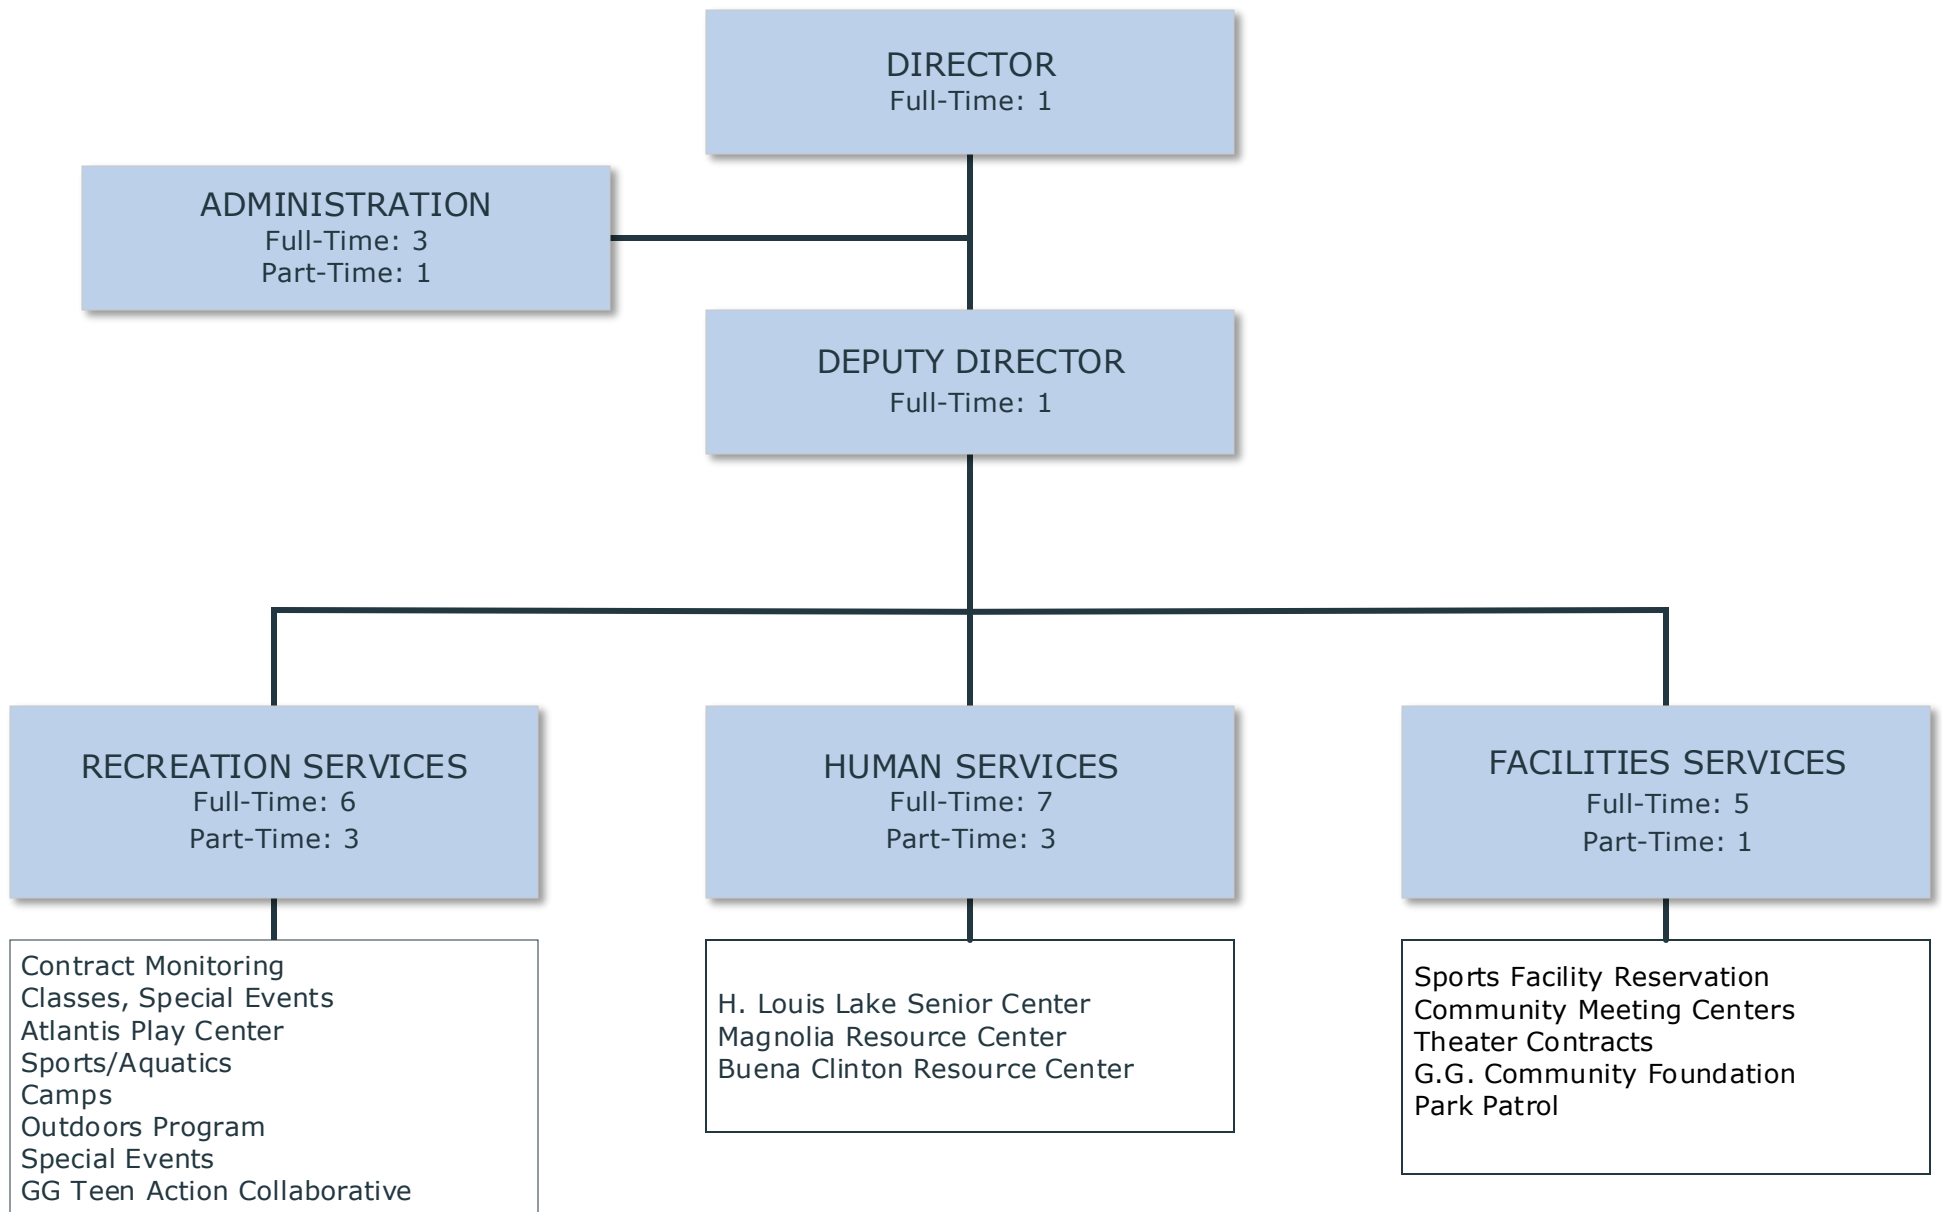 DIRECTOR
Full-Time: 1
ADMINISTRATION
Full-Time: 3
Part-Time: 1
DEPUTY DIRECTOR
Full-Time: 1
RECREATION SERVICES
Full-Time: 6
Part-Time: 3
HUMAN SERVICES
Full-Time: 7
Part-Time: 3
FACILITIES SERVICES
Full-Time: 5
Part-Time: 1
Contract Monitoring
Classes, Special Events
Atlantis Play Center
Sports/Aquatics
Camps
Outdoors Program
Special Events
GG Teen Action Collaborative
H. Louis Lake Senior Center
Magnolia Resource Center
Buena Clinton Resource Center
Sports Facility Reservation
Community Meeting Centers
Theater Contracts
G.G. Community Foundation
Park Patrol